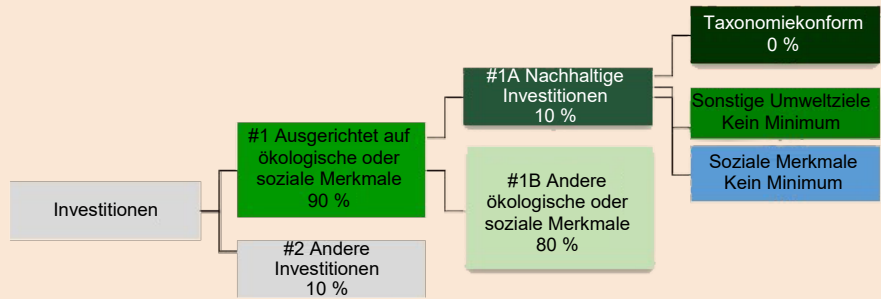 Investitionen
#1 Ausgerichtet auf
ökologische oder
soziale Merkmale
90 %
#2 Andere
Investitionen
10 %
#1A Nachhaltige
Investitionen
10 %
#1B Andere
ökologische oder
soziale Merkmale
80 %
Taxonomiekonform
0 %
Sonstige Umweltziele
Kein Minimum
Soziale Merkmale
Kein Minimum